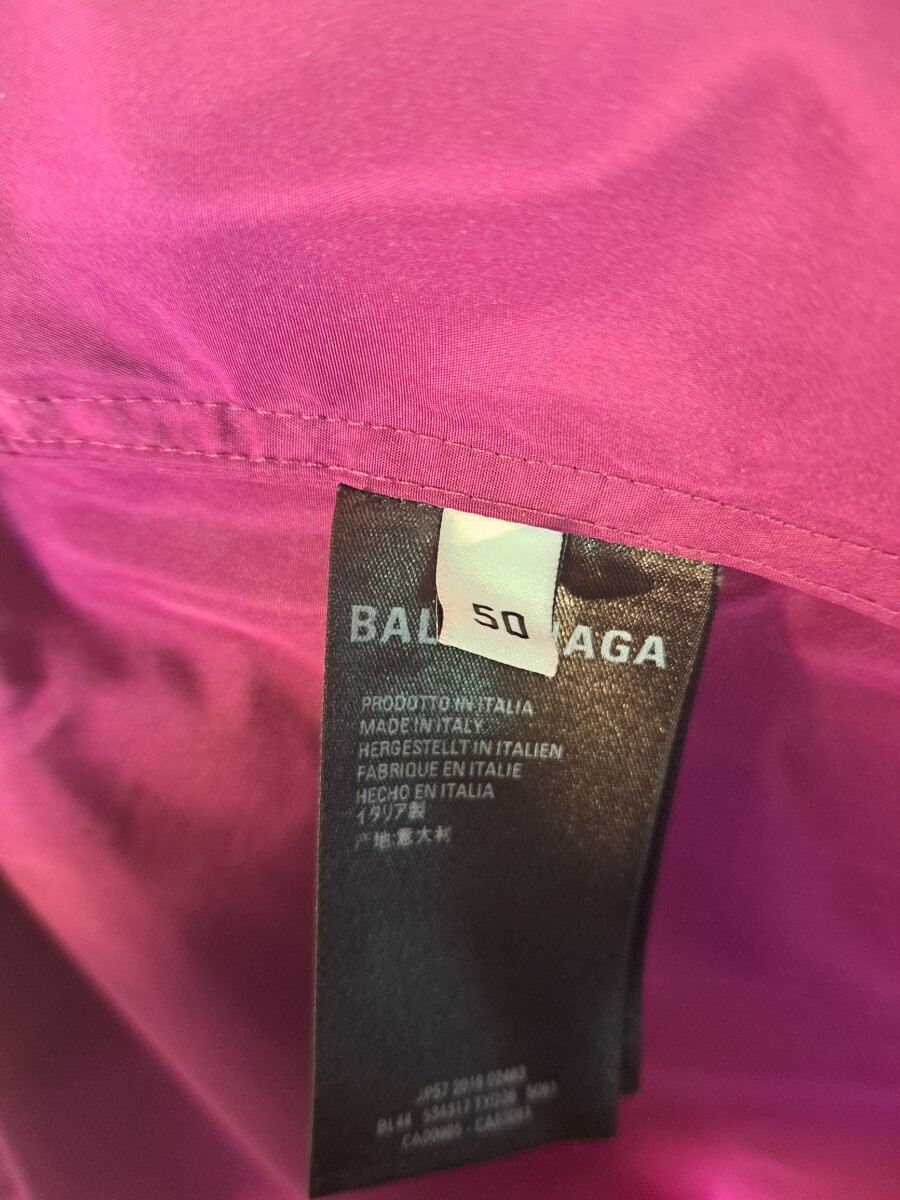 50
BAL AGA
PRODOTTO IN ITALIA
MADE IN ITALY
HERGESTELLT IN ITALIEN
FABRIQUE EN ITALIE
HECHO EN ITALIA
イタリア製
产地:意大利